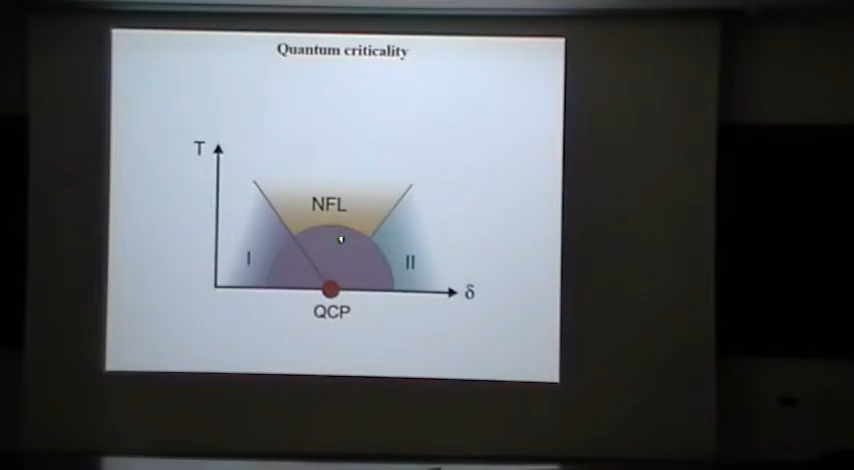 Quantum criticality
T
NFL
I
II
δ
QCP